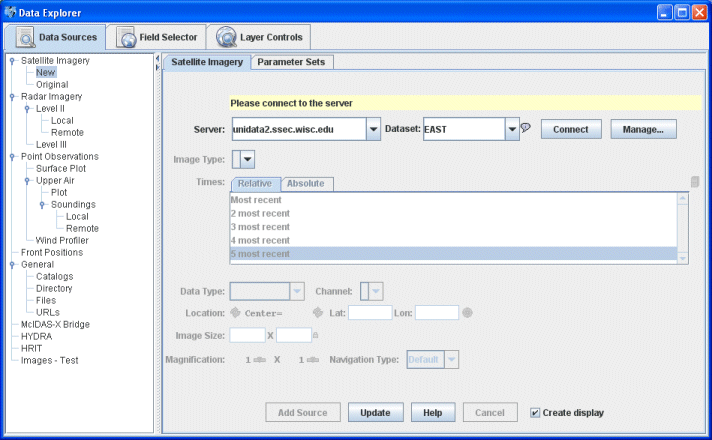 Data Explorer
Data Sources
Field Selector
Layer Controls
Satellite Imagery
New
Original
Radar Imagery
Level II
Local
Remote
Level III
Point Observations
Surface Plot
Upper Air
Plot
Soundings
Local
Remote
Wind Profiler
Front Positions
General
Catalogs
Directory
Files
URLs
McIDAS-X Bridge
HYDRA
HRIT
Images - Test
Satellite Imagery Parameter Sets
Please connect to the server
Server: unidata2.ssec.wisc.edu Dataset: EAST Connect Manage...
Image Type:
Times: Relative Absolute
Most recent
2 most recent
3 most recent
4 most recent
5 most recent
Data Type: Channel:
Location: Center= Lat: Lon:
Image Size: X
Magnification: 1 X 1 Navigation Type: Default
Add Source Update Help Cancel Create display